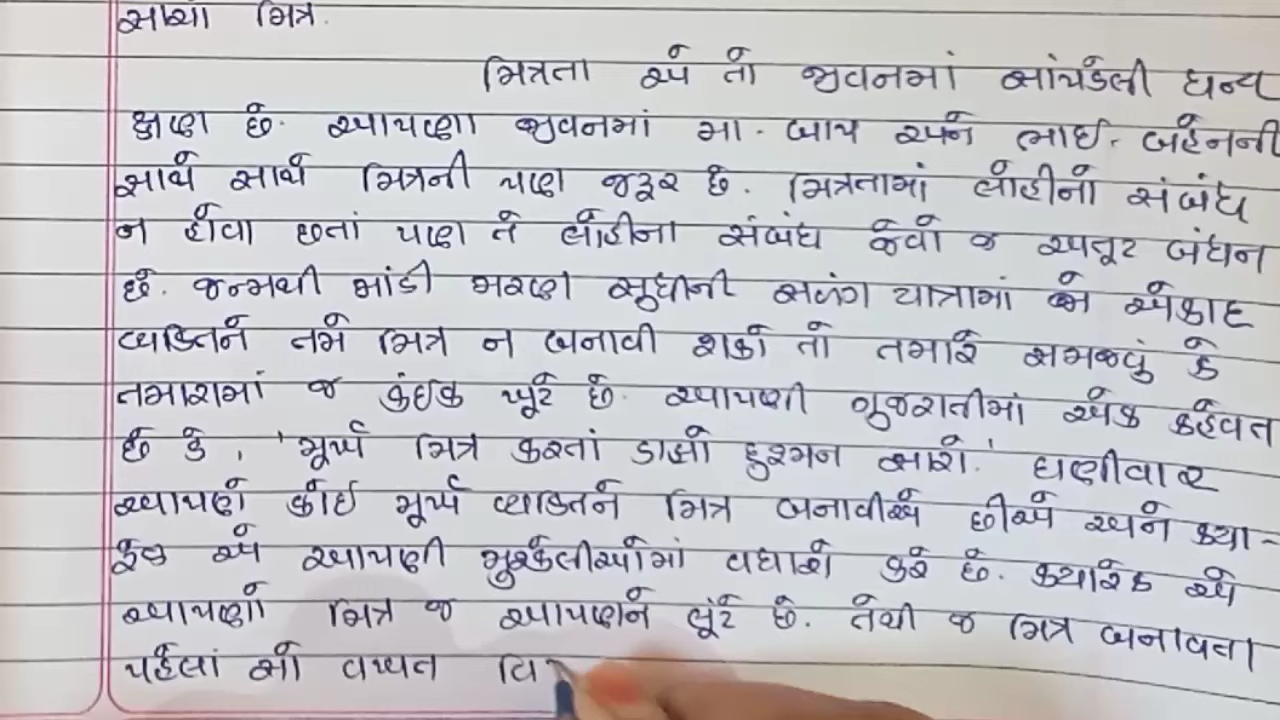 સાચો મિત્ર.
મિત્રતા એ તો જીવનમાં સાંપડેલી ધન્ય
ક્ષણ છે. આપણા જીવનમાં મા-બાપ અને ભાઈ-બહેનની
સાથે સાથે મિત્રની પણ જરૂર છે. મિત્રતામાં લોહીનો સંબંધ
ન હોવા છતાં પણ તે લોહીના સંબંધ જેવો જ અતૂટ બંધન
છે. જન્મથી માંડી મરણ સુધીની સળંગ યાત્રામાં એકાદ
વ્યક્તિને તમે મિત્ર ન બનાવી શકો તો તમારે સમજવું કે
તમારામાં જ કંઇક ખૂટે છે. આપણી ગુજરાતીમાં એક કહેવત
છે કે, 'મૂર્ખ મિત્ર કરતાં ડાહ્યો દુશ્મન સારો.' ઘણીવાર
આપણે કોઇ મૂર્ખ વ્યક્તિને મિત્ર બનાવીએ છીએ અને ક્યા-
રેક એ આપણી મુશ્કેલીઓમાં વધારો કરે છે. ક્યારેક એ
આપણો મિત્ર જ આપણને લૂંટે છે. તેથી જ મિત્ર બનાવતા
પહેલાં સો વખત